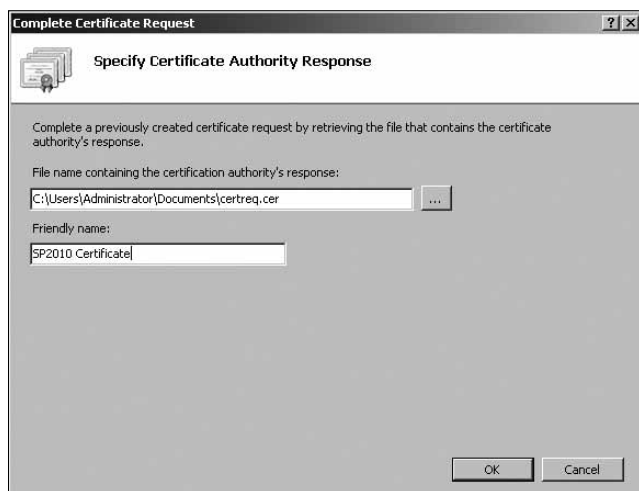 Complete Certificate Request
Specify Certificate Authority Response
Complete a previously created certificate request by retrieving the file that contains the certificate
authority's response.
File name containing the certification authority's response:
C:\Users\Administrator\Documents\certreq.cer
...
Friendly name:
SP2010 Certificate
OK
Cancel